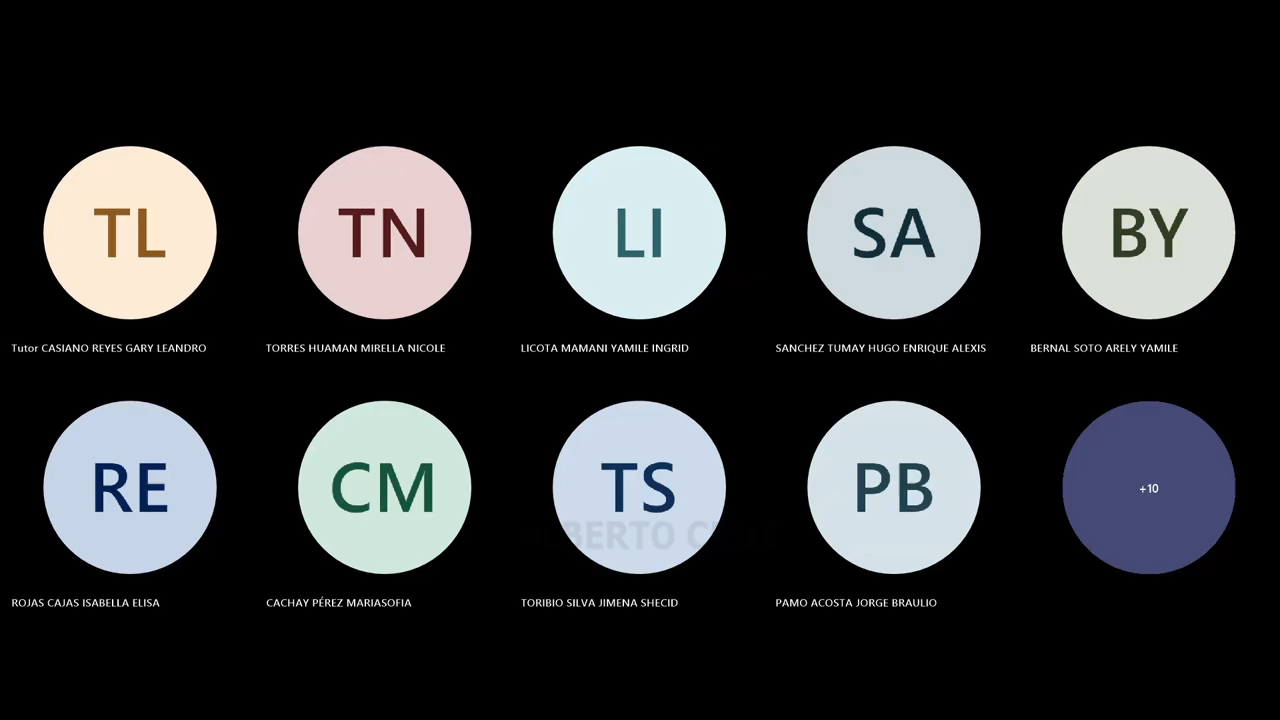 TL
TN
LI
SA
BY
Tutor CASIANO REYES GARY LEANDRO
TORRES HUAMAN MIRELLA NICOLE
LICOTA MAMANI YAMILE INGRID
SANCHEZ TUMAY HUGO ENRIQUE ALEXIS
BERNAL SOTO ARELY YAMILE
RE
CM
TS
PB
+10
ROJAS CAJAS ISABELLA ELISA
CACHAY PÉREZ MARIASOFIA
TORIBIO SILVA JIMENA SHECID
PAMO ACOSTA JORGE BRAULIO